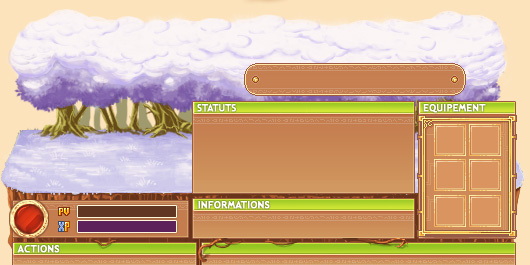 STATUTS
EQUIPEMENT
INFORMATIONS
PV
XP
ACTIONS